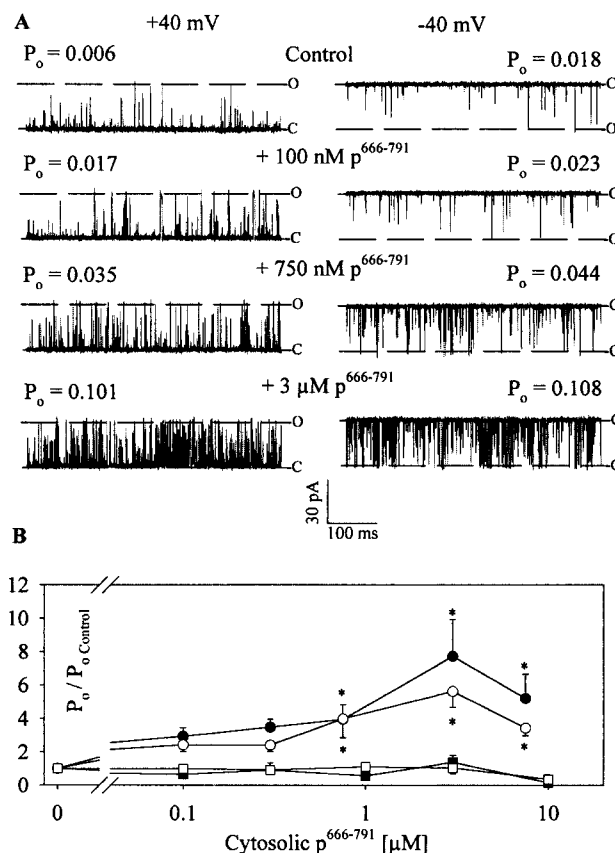 A
+40 mV
-40 mV
Control
P_o = 0.006
P_o = 0.018
O
C
C
O
+ 100 nM p^666-791
P_o = 0.017
P_o = 0.023
O
C
C
O
+ 750 nM p^666-791
P_o = 0.035
P_o = 0.044
O
C
C
O
+ 3 μM p^666-791
P_o = 0.101
P_o = 0.108
O
C
C
O
30 pA
100 ms
B
P_o / P_o Control
12
10
8
6
4
2
0
* * * * * *
0
0.1
1
10
Cytosolic p^666-791 [μM]